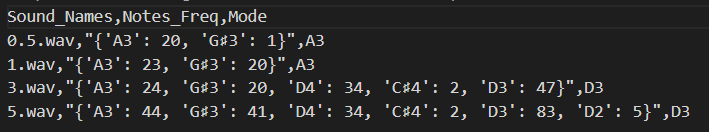 Sound_Names,Notes_Freq,Mode
0.5.wav,"{'A3': 20, 'G♯3': 1}",A3
1.wav,"{'A3': 23, 'G♯3': 20}",A3
3.wav,"{'A3': 24, 'G♯3': 20, 'D4': 34, 'C♯4': 2, 'D3': 47}",D3
5.wav,"{'A3': 44, 'G♯3': 41, 'D4': 34, 'C♯4': 2, 'D3': 83, 'D2': 5}",D3